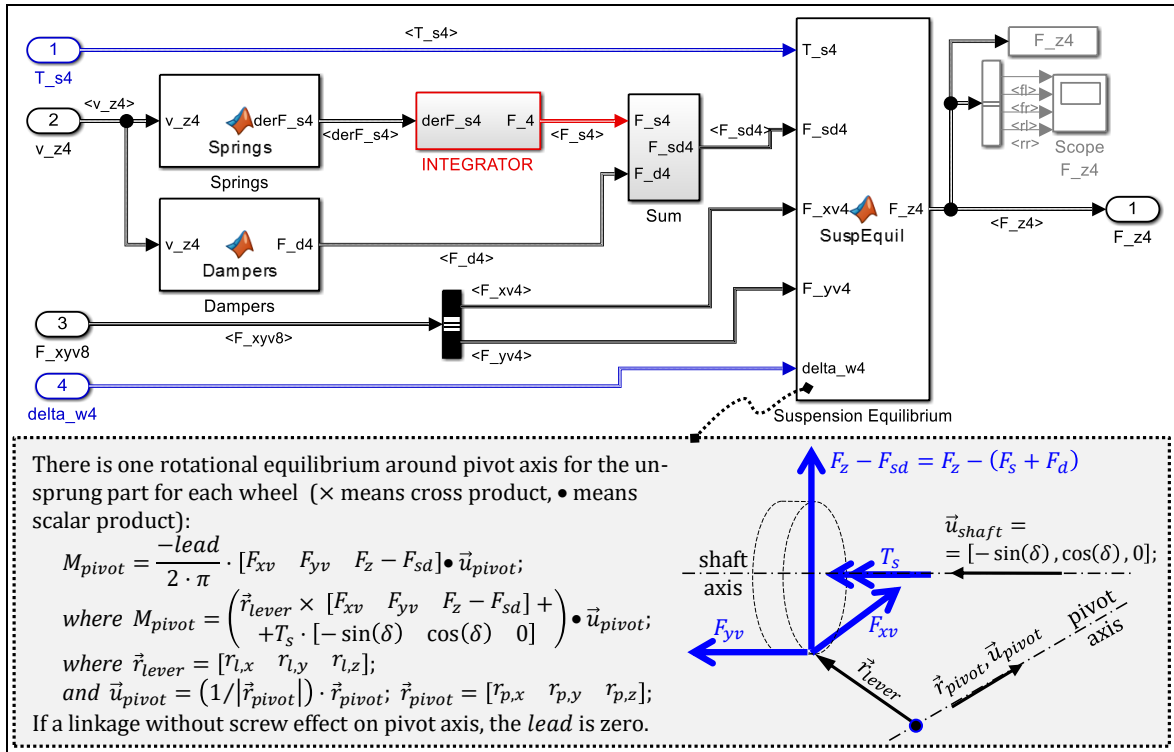 <T_s4>
1
T_s4
T_s4
<v_z4>
2
v_z4
v_z4
derF_s4
Springs
Springs
<derF_s4>
derF_s4
F_4
INTEGRATOR
<F_s4>
F_s4
F_sd4
F_d4
Sum
<F_sd4>
F_sd4
v_z4
F_d4
Dampers
Dampers
<F_d4>
F_xv4
F_z4
SuspEquil
3
F_xyv8
<F_xyv8>
<F_xv4>
<F_yv4>
F_yv4
4
delta_w4
delta_w4
Suspension Equilibrium
F_z4
<fl>
<fr>
<rl>
<rr>
Scope
F_z4
<F_z4>
1
F_z4
There is one rotational equilibrium around pivot axis for the un-
sprung part for each wheel (× means cross product, • means
scalar product):
M_pivot = −lead / 2 · π · [F_xv F_yv F_z − F_sd] • u⃗_pivot;
where M_pivot = ( r⃗_lever × [F_xv F_yv F_z − F_sd] +
+T_s · [− sin(δ) cos(δ) 0] ) • u⃗_pivot;
where r⃗_lever = [r_l,x r_l,y r_l,z];
and u⃗_pivot = (1/|r⃗_pivot|) · r⃗_pivot; r⃗_pivot = [r_p,x r_p,y r_p,z];
If a linkage without screw effect on pivot axis, the lead is zero.
F_z − F_sd = F_z − (F_s + F_d)
u⃗_shaft =
= [− sin(δ) , cos(δ) , 0];
shaft
axis
T_s
F_yv
F_xv
pivot
axis
r⃗_lever
r⃗_pivot, u⃗_pivot